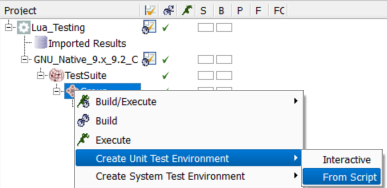 Project S B P F FC
Lua_Testing
Imported Results
GNU_Native_9.x_9.2_C
TestSuite
Build/Execute
Build
Execute
Create Unit Test Environment
Interactive
Create System Test Environment
From Script